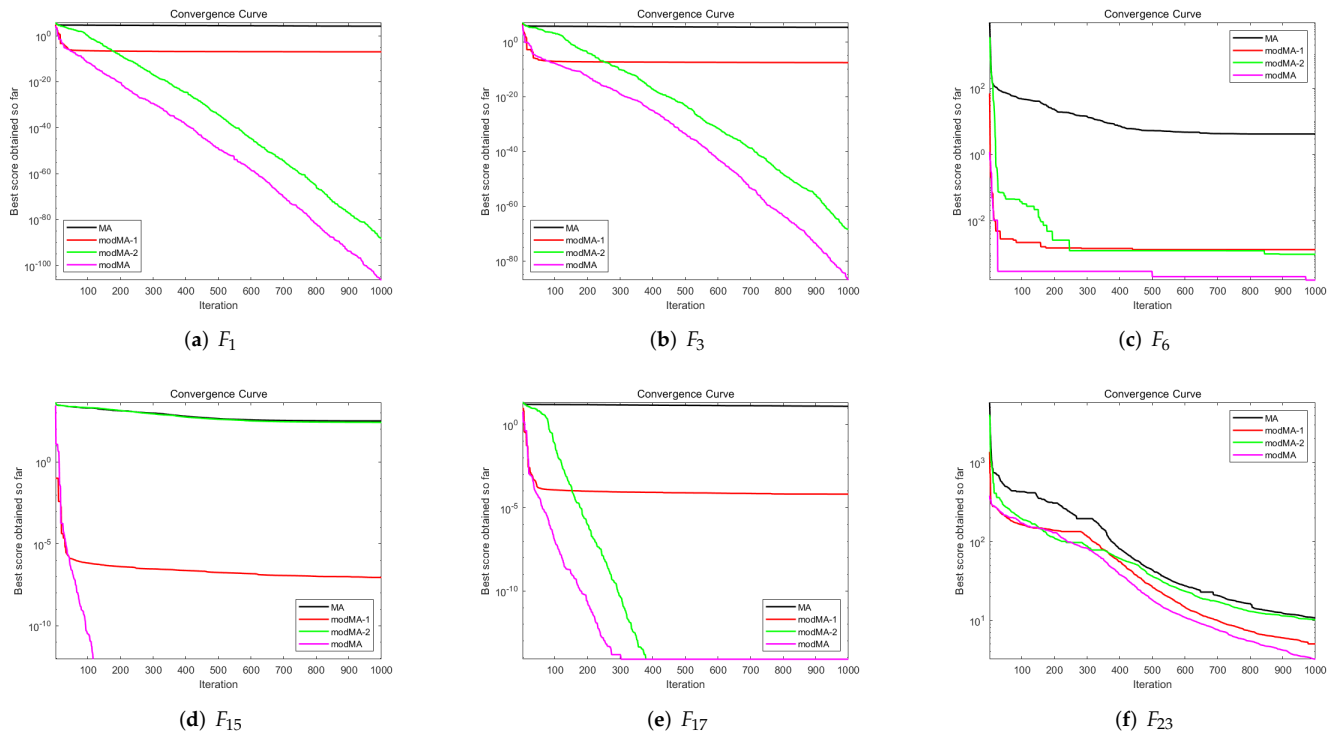 Convergence Curve
Best score obtained so far
10^0
10^-20
10^-40
10^-60
10^-80
10^-100
MA
modMA-1
modMA-2
modMA
100 200 300 400 500 600 700 800 900 1000
Iteration
(a) F_1
Convergence Curve
Best score obtained so far
10^0
10^-20
10^-40
10^-60
10^-80
MA
modMA-1
modMA-2
modMA
100 200 300 400 500 600 700 800 900 1000
Iteration
(b) F_3
Convergence Curve
Best score obtained so far
10^2
10^0
10^-2
MA
modMA-1
modMA-2
modMA
100 200 300 400 500 600 700 800 900 1000
Iteration
(c) F_6
Convergence Curve
Best score obtained so far
10^0
10^-5
10^-10
MA
modMA-1
modMA-2
modMA
100 200 300 400 500 600 700 800 900 1000
Iteration
(d) F_15
Convergence Curve
Best score obtained so far
10^0
10^-5
10^-10
MA
modMA-1
modMA-2
modMA
100 200 300 400 500 600 700 800 900 1000
Iteration
(e) F_17
Convergence Curve
Best score obtained so far
10^3
10^2
10^1
MA
modMA-1
modMA-2
modMA
100 200 300 400 500 600 700 800 900 1000
Iteration
(f) F_23